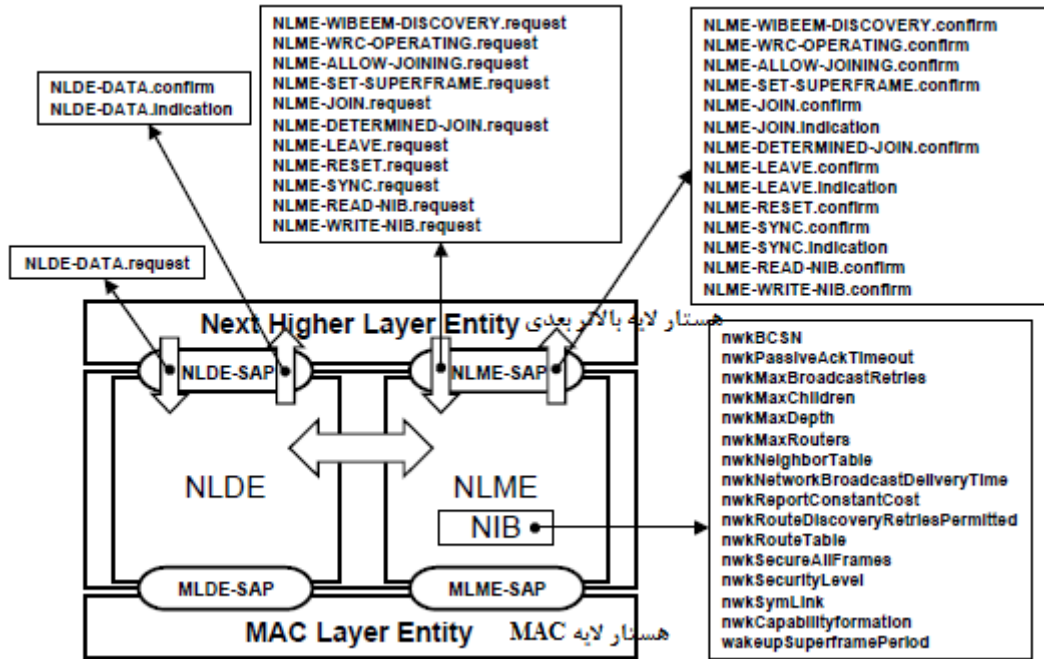 NLDE-DATA.confirm
NLDE-DATA.indication
NLME-WIBEEM-DISCOVERY.request
NLME-WRC-OPERATING.request
NLME-ALLOW-JOINING.request
NLME-SET-SUPERFRAME.request
NLME-JOIN.request
NLME-DETERMINED-JOIN.request
NLME-LEAVE.request
NLME-RESET.request
NLME-SYNC.request
NLME-READ-NIB.request
NLME-WRITE-NIB.request
NLME-WIBEEM-DISCOVERY.confirm
NLME-WRC-OPERATING.confirm
NLME-ALLOW-JOINING.confirm
NLME-SET-SUPERFRAME.confirm
NLME-JOIN.confirm
NLME-JOIN.indication
NLME-DETERMINED-JOIN.confirm
NLME-LEAVE.confirm
NLME-LEAVE.indication
NLME-RESET.confirm
NLME-SYNC.confirm
NLME-SYNC.indication
NLME-READ-NIB.confirm
NLME-WRITE-NIB.confirm
NLDE-DATA.request
Next Higher Layer Entity هستار لایه بالاتر بعدی
NLDE-SAP
NLME-SAP
NLDE
NLME
NIB
nwkBCSN
nwkPassiveAckTimeout
nwkMaxBroadcastRetries
nwkMaxChildren
nwkMaxDepth
nwkMaxRouters
nwkNeighborTable
nwkNetworkBroadcastDeliveryTime
nwkReportConstantCost
nwkRouteDiscoveryRetriesPermitted
nwkRouteTable
nwkSecureAllFrames
nwkSecurityLevel
nwkSymLink
nwkCapabilityformation
wakeupSuperframePeriod
MLDE-SAP
MLME-SAP
MAC Layer Entity هستار لایه MAC